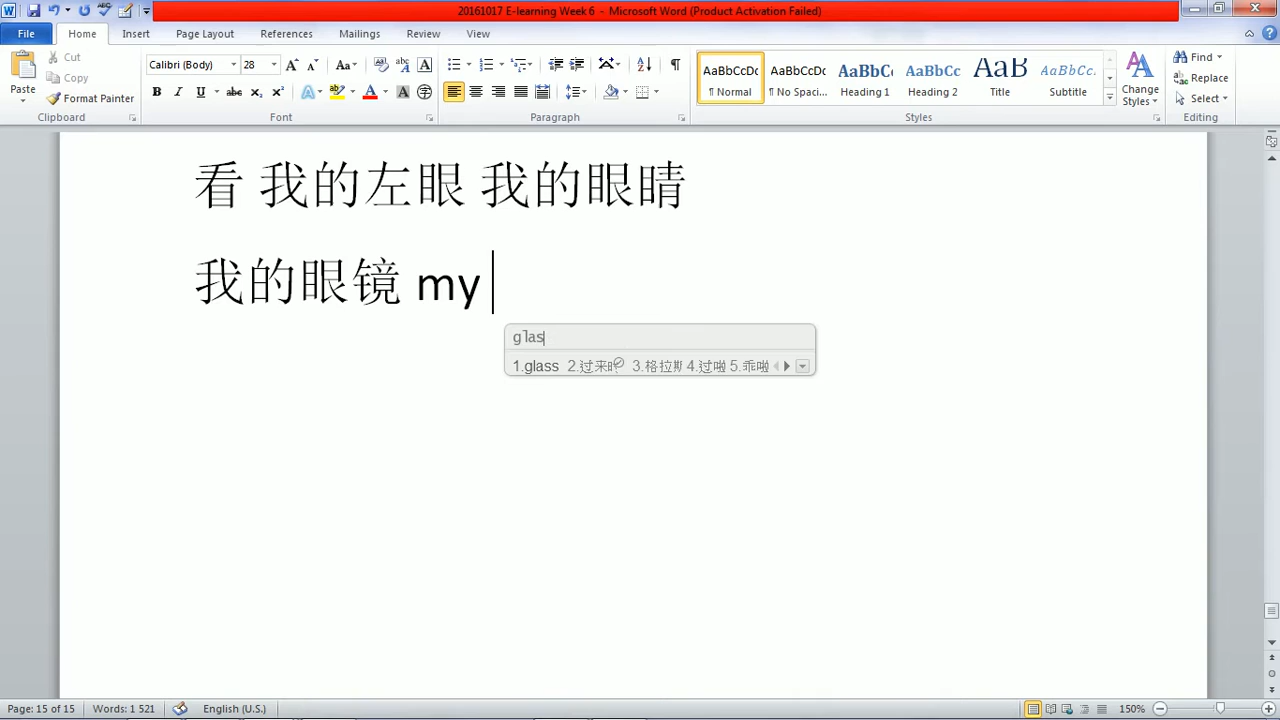 20161017 E-learning Week 6 - Microsoft Word (Product Activation Failed)
File Home Insert Page Layout References Mailings Review View
Cut
Copy
Format Painter
Paste
Clipboard
Calibri (Body) 28
Font
Paragraph
AaBbCcDc AaBbCcDc AaBbCc AaBbCc AaB AaBbCcDc
¶ Normal ¶ No Spaci... Heading 1 Heading 2 Title Subtitle
Change Styles
Styles
Find
Replace
Select
Editing
看 我的左眼 我的眼睛
我的眼镜 my
glas
1.glass 2.过来 3.格拉斯 4.过啦 5.乖啦
Page: 15 of 15 Words: 1 521 English (U.S.) 150%